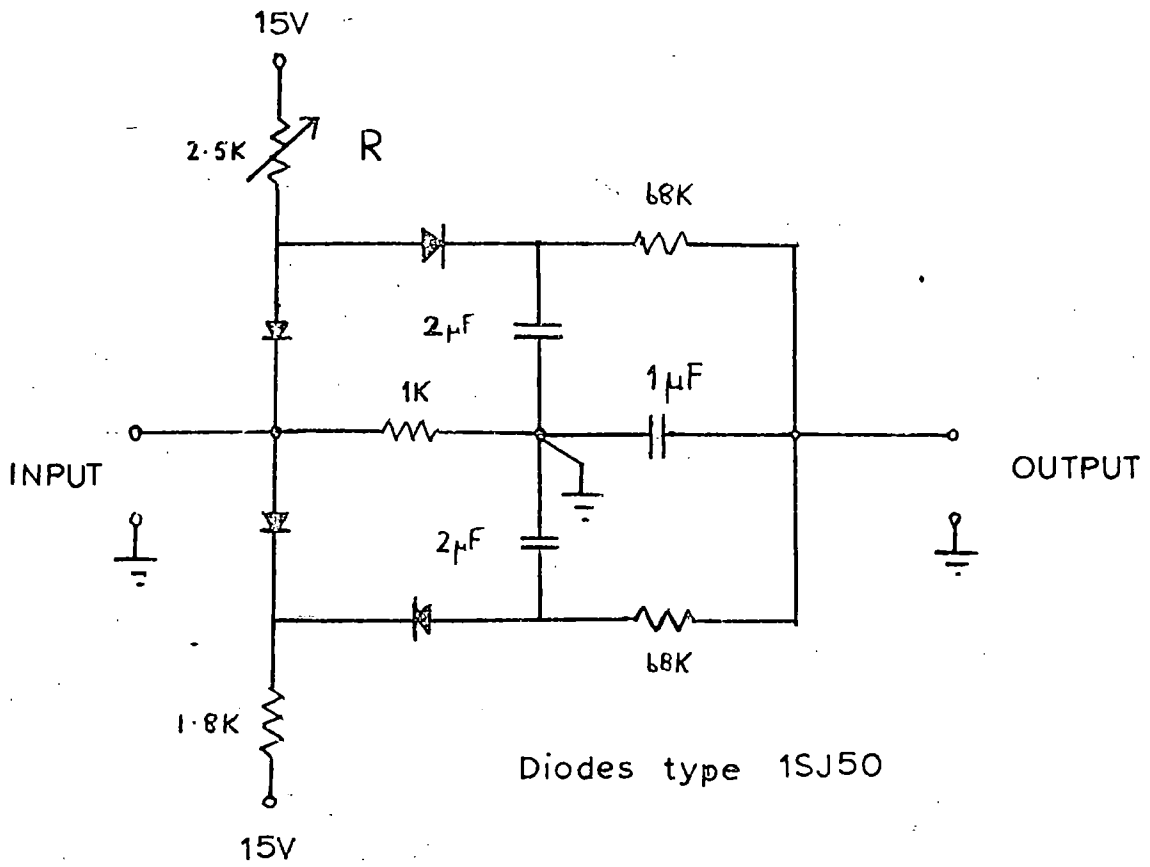 15V
2.5K
R
68K
2µF
1K
1µF
INPUT
OUTPUT
2µF
68K
1.8K
Diodes type 1SJ50
15V